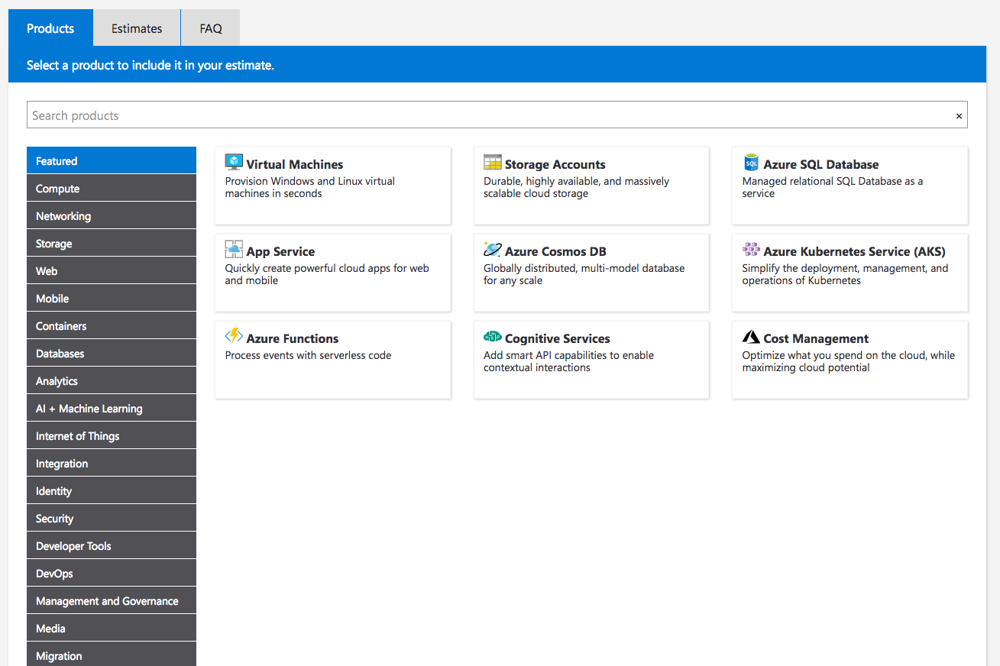 Products
Estimates
FAQ
Select a product to include it in your estimate.
Search products
×
Featured
Compute
Networking
Storage
Web
Mobile
Containers
Databases
Analytics
AI + Machine Learning
Internet of Things
Integration
Identity
Security
Developer Tools
DevOps
Management and Governance
Media
Migration
Virtual Machines
Provision Windows and Linux virtual
machines in seconds
Storage Accounts
Durable, highly available, and massively
scalable cloud storage
SQL
Azure SQL Database
Managed relational SQL Database as a
service
App Service
Quickly create powerful cloud apps for web
and mobile
Azure Cosmos DB
Globally distributed, multi-model database
for any scale
Azure Kubernetes Service (AKS)
Simplify the deployment, management, and
operations of Kubernetes
Azure Functions
Process events with serverless code
Cognitive Services
Add smart API capabilities to enable
contextual interactions
Cost Management
Optimize what you spend on the cloud, while
maximizing cloud potential